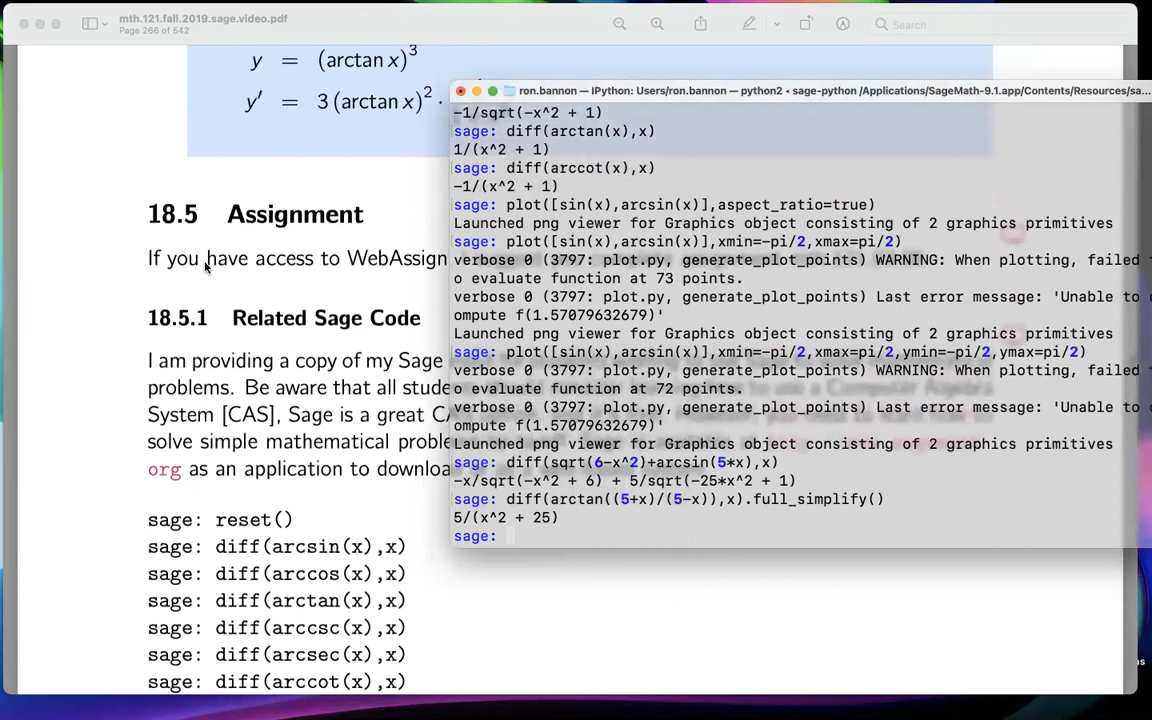 mth.121.fall.2019.sage.video.pdf
Page 266 of 542
Search
y = (arctan x)^3
y′ = 3 (arctan x)^2 ·
18.5 Assignment
If you have access to WebAssign
18.5.1 Related Sage Code
I am providing a copy of my Sage
problems. Be aware that all stude
System [CAS], Sage is a great C
solve simple mathematical proble
org as an application to downloa
sage: reset()
sage: diff(arcsin(x),x)
sage: diff(arccos(x),x)
sage: diff(arctan(x),x)
sage: diff(arccsc(x),x)
sage: diff(arcsec(x),x)
sage: diff(arccot(x),x)
ron.bannon — IPython: Users/ron.bannon — python2 ◂ sage-python /Applications/SageMath-9.1.app/Contents/Resources/sa...
-1/sqrt(-x^2 + 1)
sage: diff(arctan(x),x)
1/(x^2 + 1)
sage: diff(arccot(x),x)
-1/(x^2 + 1)
sage: plot([sin(x),arcsin(x)],aspect_ratio=true)
Launched png viewer for Graphics object consisting of 2 graphics primitives
sage: plot([sin(x),arcsin(x)],xmin=-pi/2,xmax=pi/2)
verbose 0 (3797: plot.py, generate_plot_points) WARNING: When plotting, failed t
o evaluate function at 73 points.
verbose 0 (3797: plot.py, generate_plot_points) Last error message: 'Unable to c
ompute f(1.57079632679)'
Launched png viewer for Graphics object consisting of 2 graphics primitives
sage: plot([sin(x),arcsin(x)],xmin=-pi/2,xmax=pi/2,ymin=-pi/2,ymax=pi/2)
verbose 0 (3797: plot.py, generate_plot_points) WARNING: When plotting, failed t
o evaluate function at 72 points.
verbose 0 (3797: plot.py, generate_plot_points) Last error message: 'Unable to c
ompute f(1.57079632679)'
Launched png viewer for Graphics object consisting of 2 graphics primitives
sage: diff(sqrt(6-x^2)+arcsin(5*x),x)
-x/sqrt(-x^2 + 6) + 5/sqrt(-25*x^2 + 1)
sage: diff(arctan((5+x)/(5-x)),x).full_simplify()
5/(x^2 + 25)
sage: